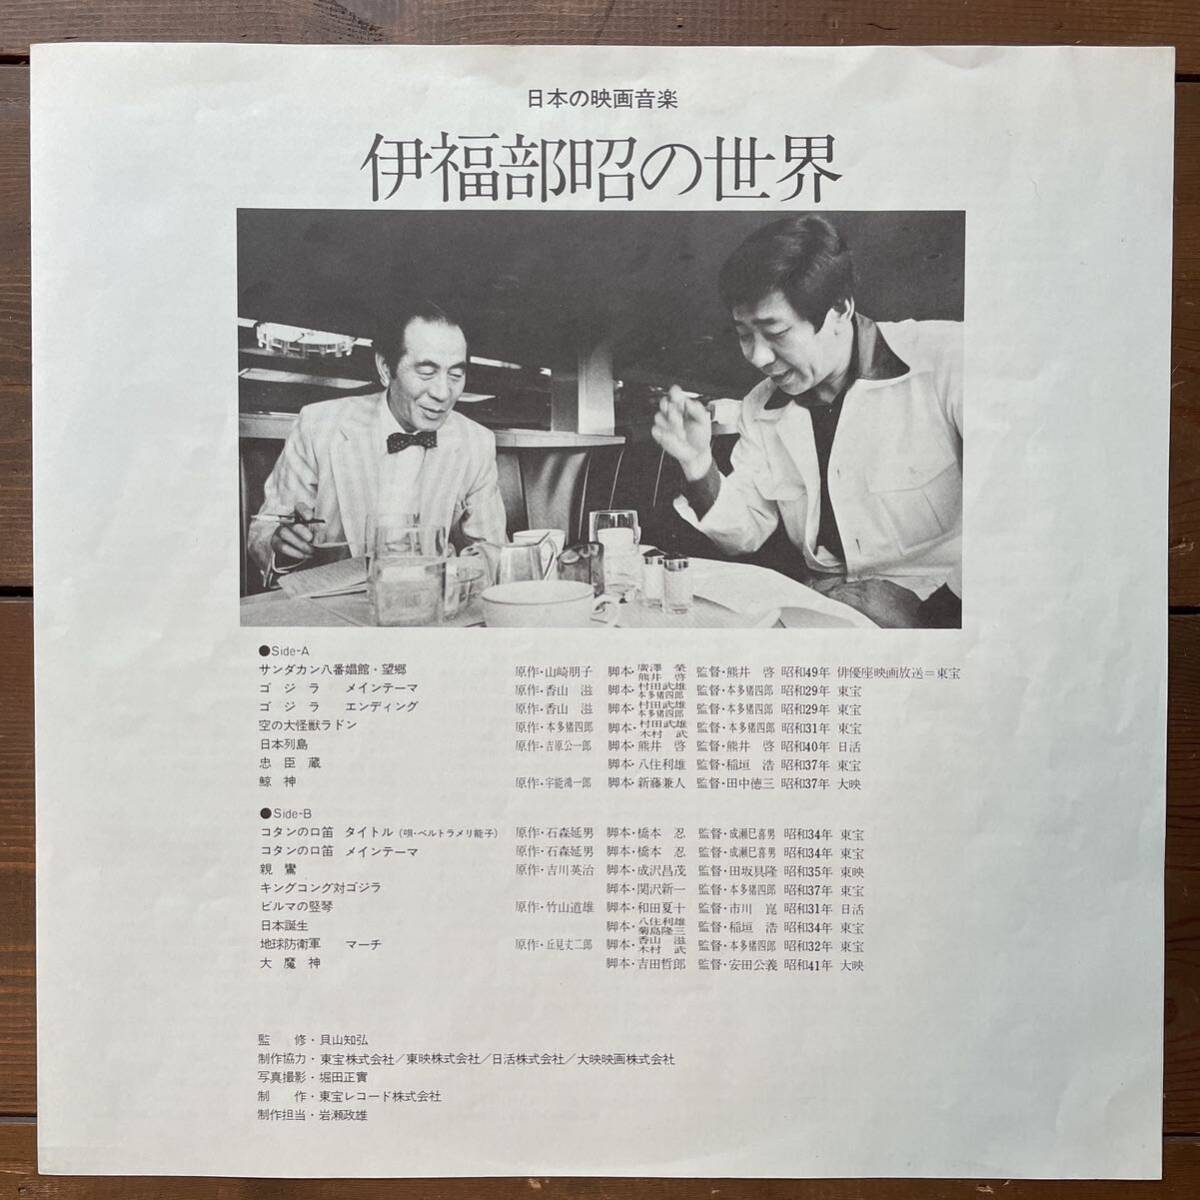 日本の映画音楽
伊福部昭の世界
●Side-A
サンダカン八番娼館・望郷 原作・山崎朋子 脚本・廣澤 榮 熊井 啓 監督・熊井 啓 昭和49年 俳優座映画放送=東宝
ゴジラ メインテーマ 原作・香山 滋 脚本・村田武雄 本多猪四郎 監督・本多猪四郎 昭和29年 東宝
ゴジラ エンディング 原作・香山 滋 脚本・村田武雄 本多猪四郎 監督・本多猪四郎 昭和29年 東宝
空の大怪獣ラドン 原作・本多猪四郎 脚本・村田武雄 木村 武 監督・本多猪四郎 昭和31年 東宝
日本列島 原作・吉原公一郎 脚本・熊井 啓 監督・熊井 啓 昭和40年 日活
忠臣蔵 脚本・八住利雄 監督・稲垣 浩 昭和37年 東宝
鯨神 原作・宇能鴻一郎 脚本・新藤兼人 監督・田中徳三 昭和37年 大映
●Side-B
コタンの口笛 タイトル(唄・ベルトラメリ能子) 原作・石森延男 脚本・橋本 忍 監督・成瀬巳喜男 昭和34年 東宝
コタンの口笛 メインテーマ 原作・石森延男 脚本・橋本 忍 監督・成瀬巳喜男 昭和34年 東宝
親鸞 原作・吉川英治 脚本・成沢昌茂 監督・田坂具隆 昭和35年 東映
キングコング対ゴジラ 脚本・関沢新一 監督・本多猪四郎 昭和37年 東宝
ビルマの竪琴 原作・竹山道雄 脚本・和田夏十 監督・市川 崑 昭和31年 日活
日本誕生 脚本・八住利雄 菊島隆三 監督・稲垣 浩 昭和34年 東宝
地球防衛軍 マーチ 原作・丘見丈二郎 脚本・香山 滋 木村 武 監督・本多猪四郎 昭和32年 東宝
大魔神 脚本・吉田哲郎 監督・安田公義 昭和41年 大映
監 修・貝山知弘
制作協力・東宝株式会社/東映株式会社/日活株式会社/大映映画株式会社
写真撮影・堀田正實
制 作・東宝レコード株式会社
制作担当・岩瀬政雄